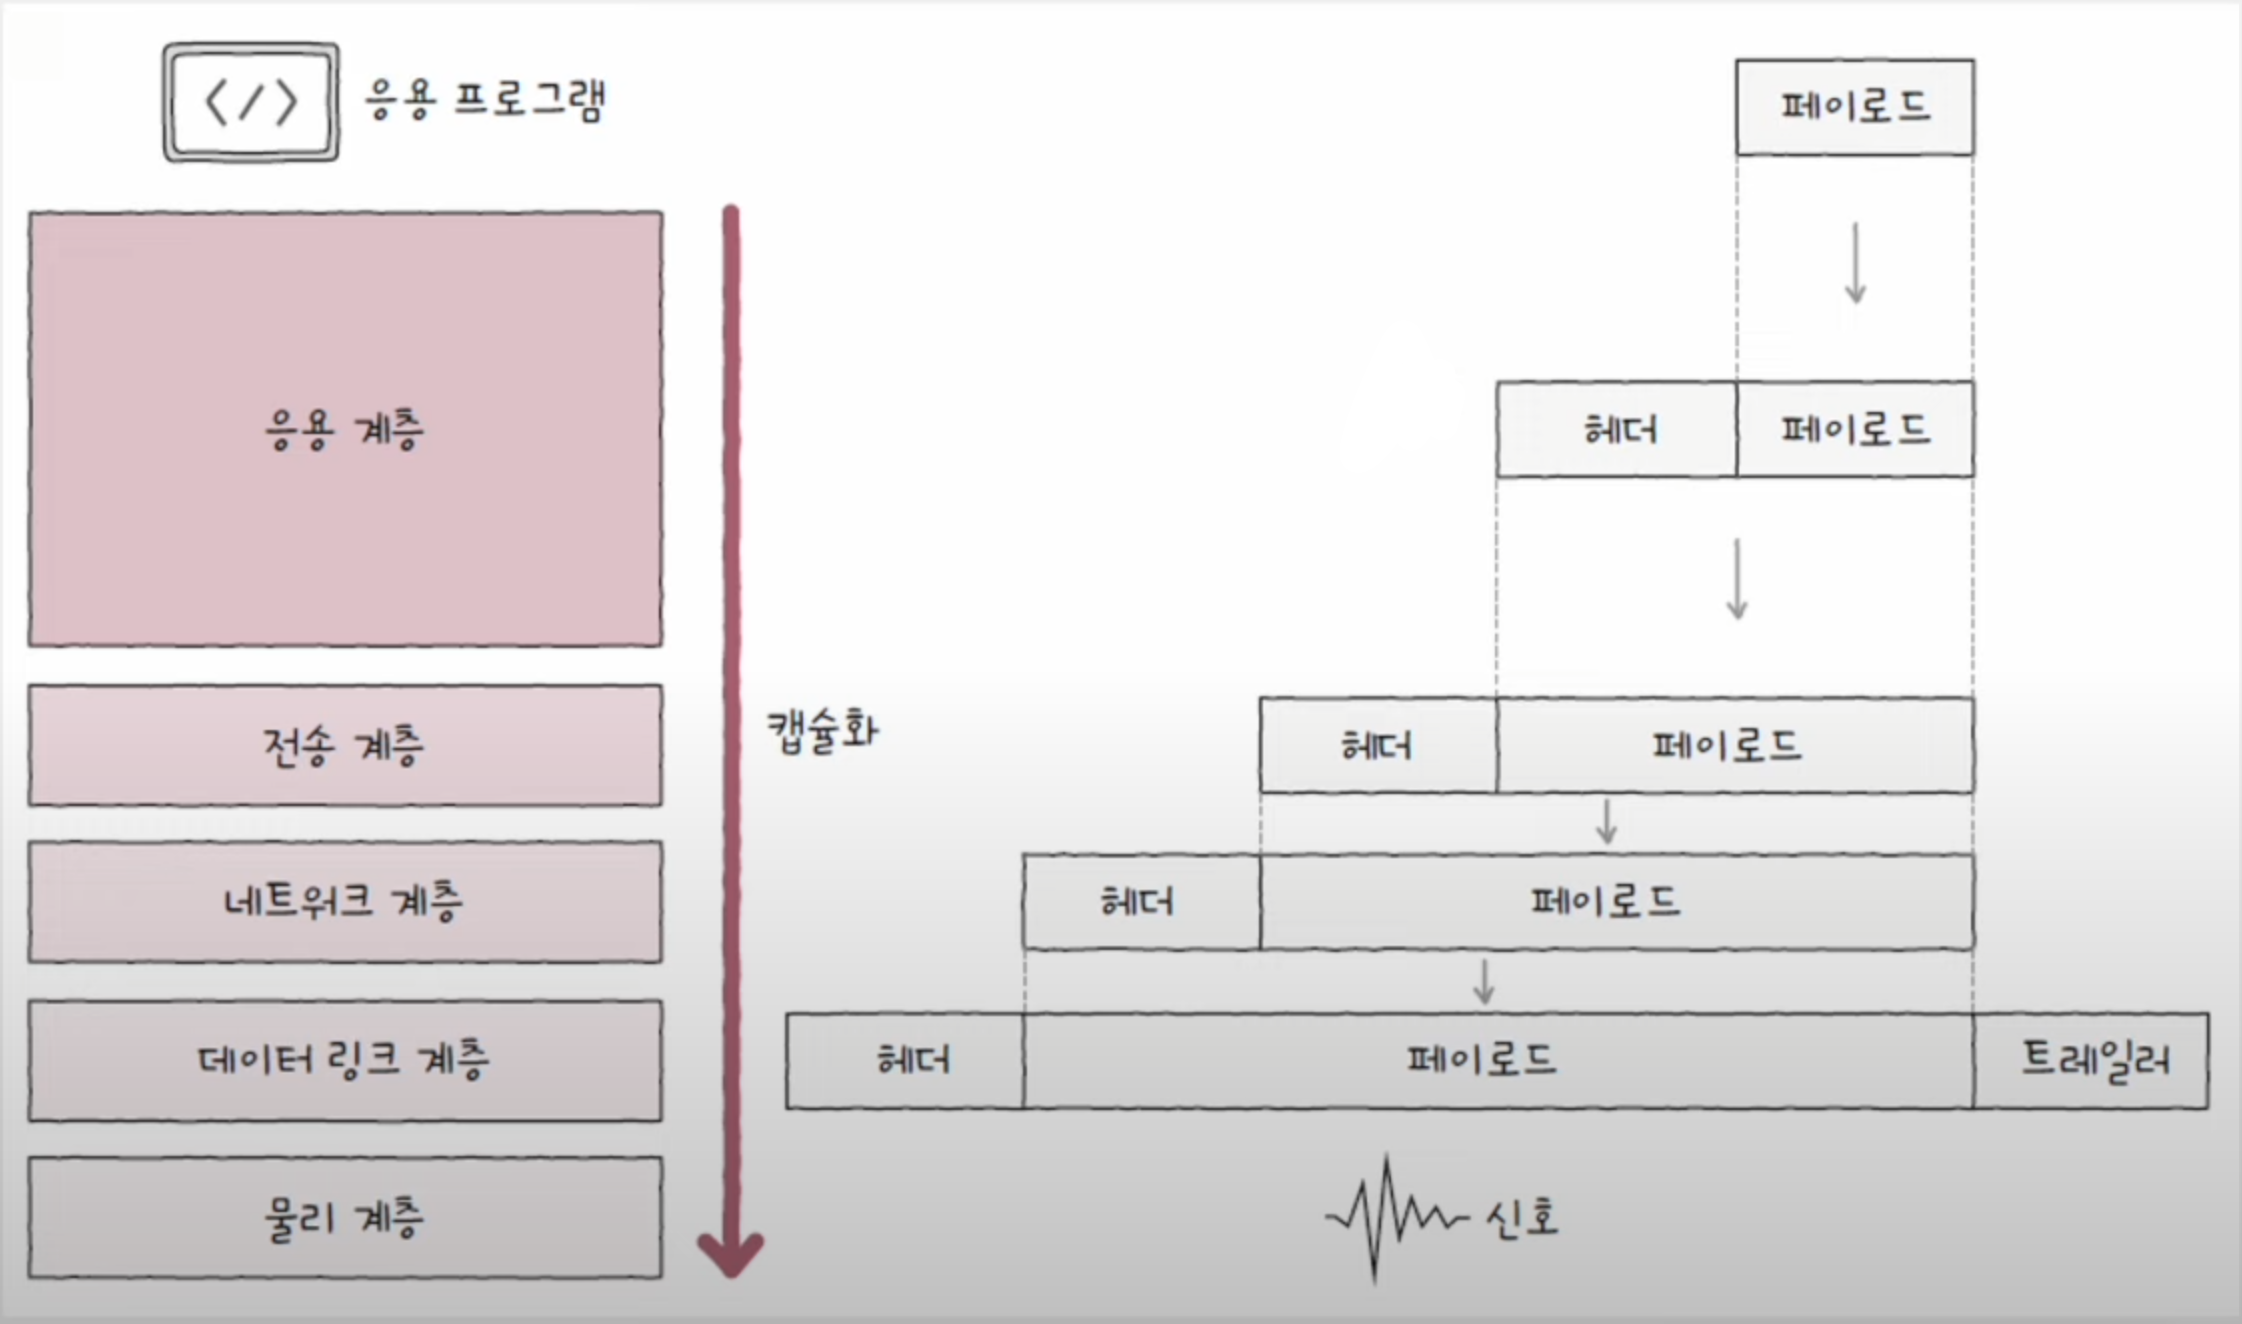 </>
응용 프로그램
페이로드
응용 계층
헤더
페이로드
전송 계층
캡슐화
헤더
페이로드
네트워크 계층
헤더
페이로드
데이터 링크 계층
헤더
페이로드
트레일러
물리 계층
신호